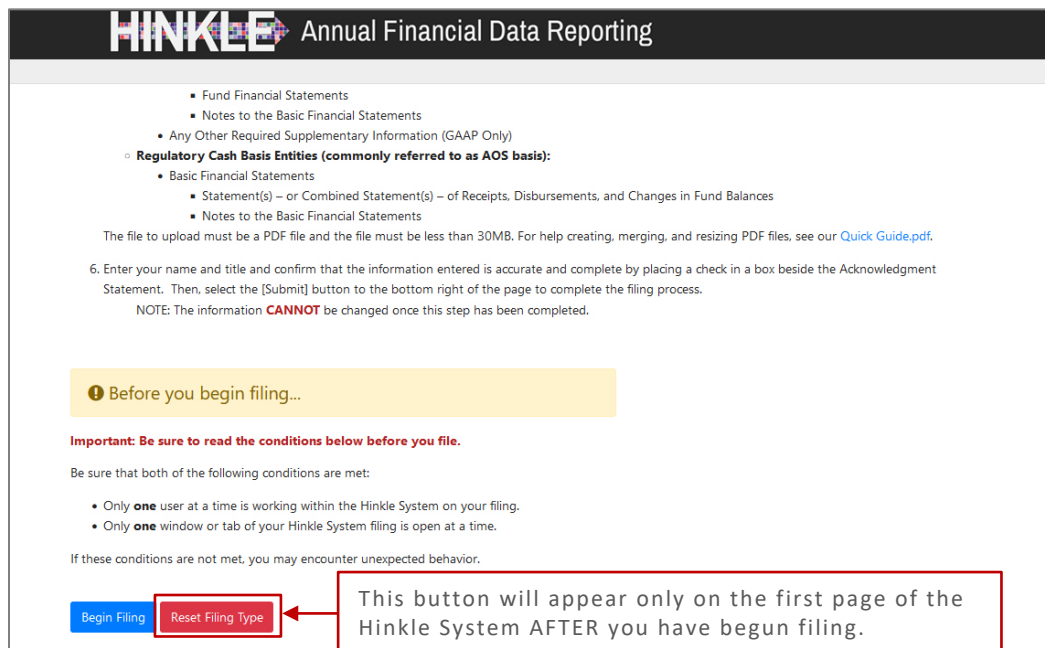 HINKLE Annual Financial Data Reporting
▪ Fund Financial Statements
▪ Notes to the Basic Financial Statements
• Any Other Required Supplementary Information (GAAP Only)
○ Regulatory Cash Basis Entities (commonly referred to as AOS basis):
• Basic Financial Statements
▪ Statement(s) – or Combined Statement(s) – of Receipts, Disbursements, and Changes in Fund Balances
▪ Notes to the Basic Financial Statements
The file to upload must be a PDF file and the file must be less than 30MB. For help creating, merging, and resizing PDF files, see our Quick Guide.pdf.
6. Enter your name and title and confirm that the information entered is accurate and complete by placing a check in a box beside the Acknowledgment
Statement. Then, select the [Submit] button to the bottom right of the page to complete the filing process.
NOTE: The information CANNOT be changed once this step has been completed.
Before you begin filing...
Important: Be sure to read the conditions below before you file.
Be sure that both of the following conditions are met:
• Only one user at a time is working within the Hinkle System on your filing.
• Only one window or tab of your Hinkle System filing is open at a time.
If these conditions are not met, you may encounter unexpected behavior.
Begin Filing Reset Filing Type
This button will appear only on the first page of the
Hinkle System AFTER you have begun filing.